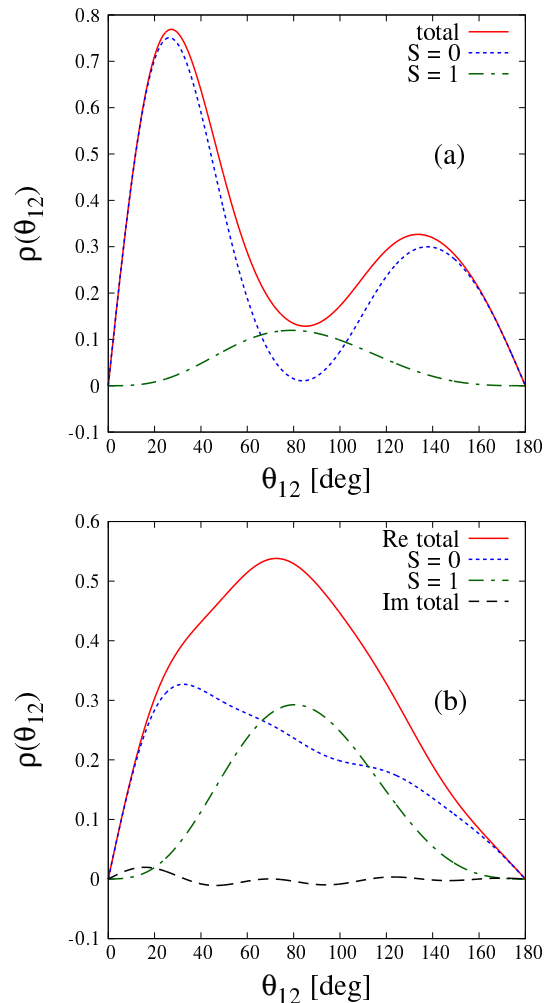 0.8
0.7
0.6
0.5
0.4
0.3
0.2
0.1
0
-0.1
ρ(θ12)
total
S = 0
S = 1
(a)
0 20 40 60 80 100 120 140 160 180
θ12 [deg]
0.6
0.5
0.4
0.3
0.2
0.1
0
-0.1
ρ(θ12)
Re total
S = 0
S = 1
Im total
(b)
0 20 40 60 80 100 120 140 160 180
θ12 [deg]